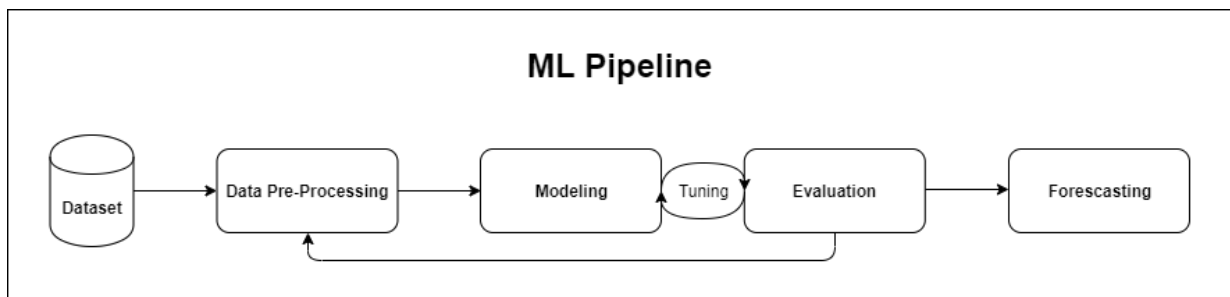 ML Pipeline
Dataset
Data Pre-Processing
Modeling
Tuning
Evaluation
Forescasting